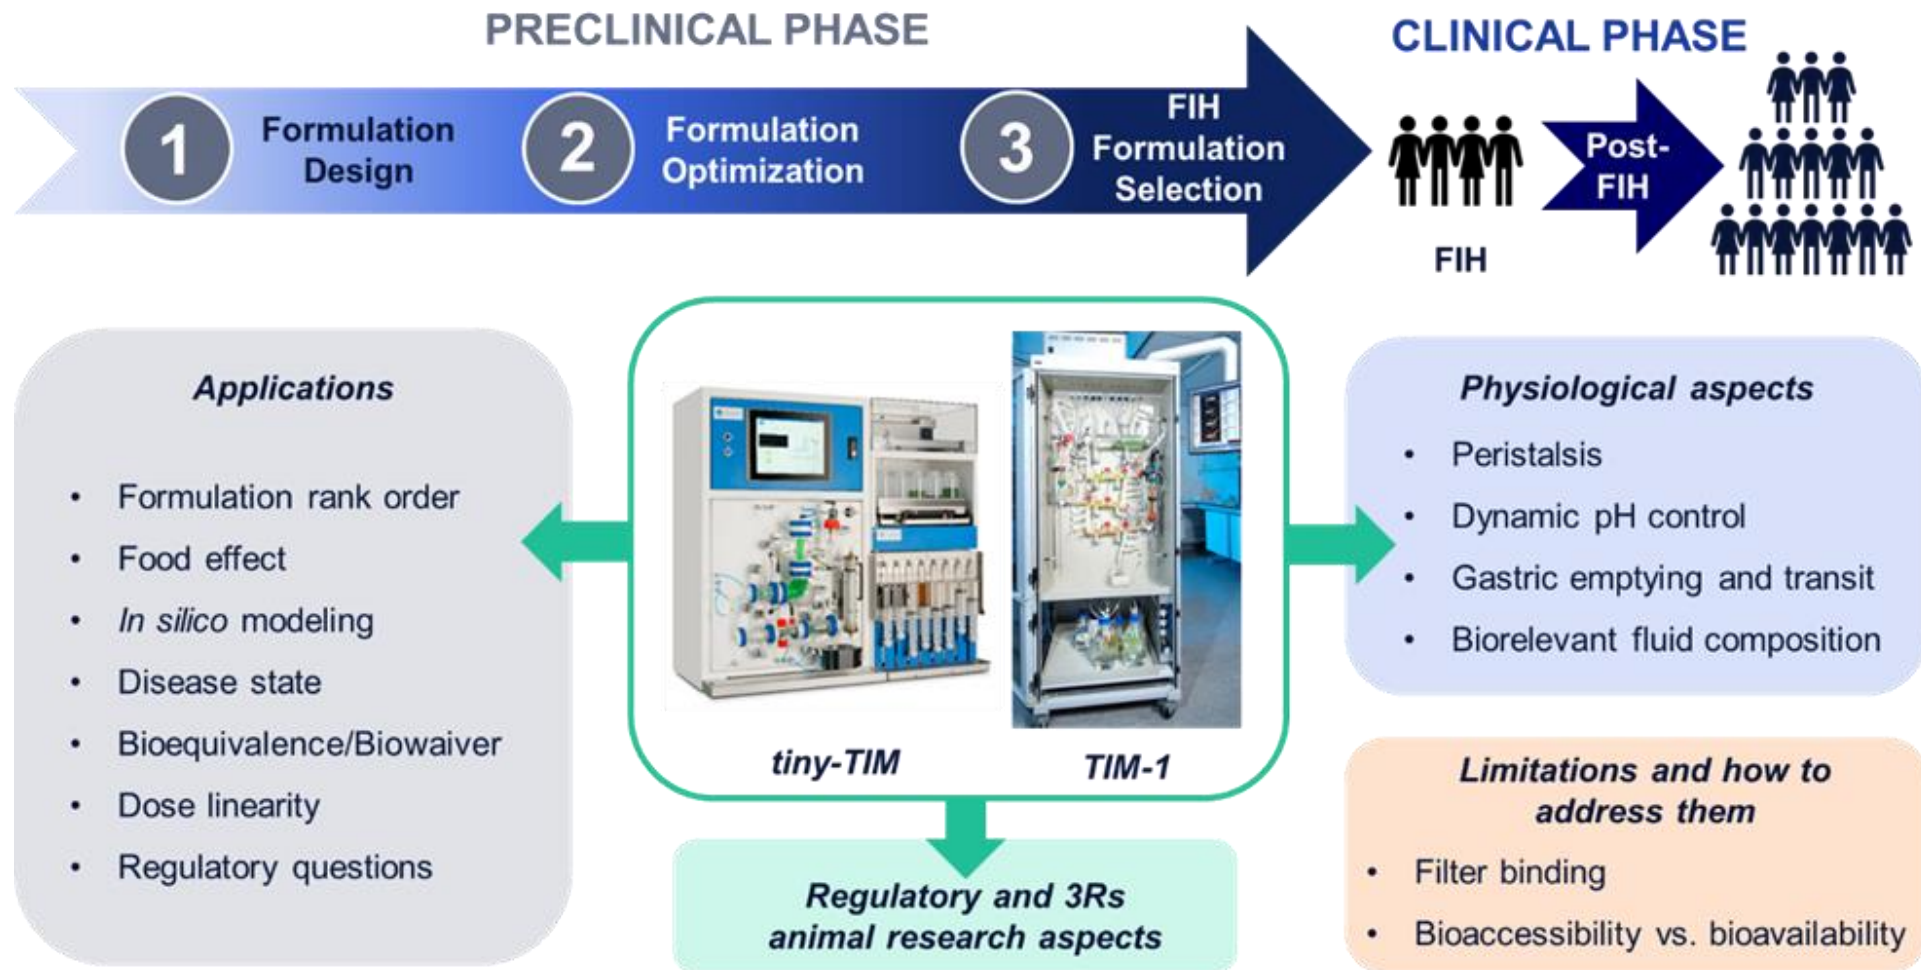 PRECLINICAL PHASE
CLINICAL PHASE
1
Formulation
Design
2
Formulation
Optimization
3
FIH
Formulation
Selection
FIH
Post-
FIH
Applications
• Formulation rank order
• Food effect
• In silico modeling
• Disease state
• Bioequivalence/Biowaiver
• Dose linearity
• Regulatory questions
tiny-TIM
TIM-1
Regulatory and 3Rs
animal research aspects
Physiological aspects
• Peristalsis
• Dynamic pH control
• Gastric emptying and transit
• Biorelevant fluid composition
Limitations and how to
address them
• Filter binding
• Bioaccessibility vs. bioavailability